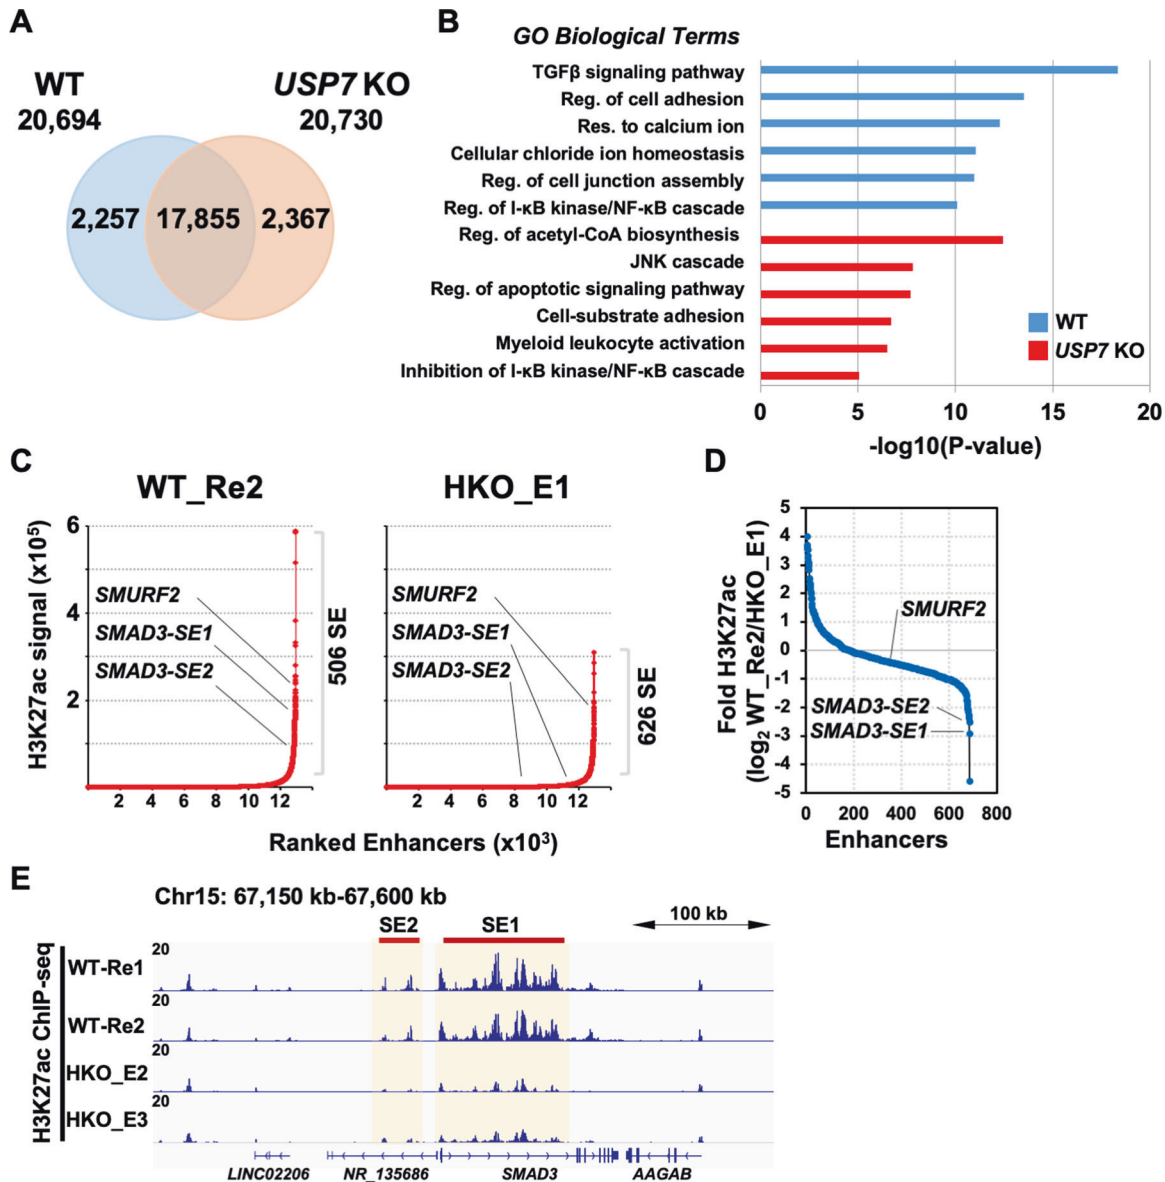 A
WT
20,694
USP7 KO
20,730
2,257
17,855
2,367
B
GO Biological Terms
TGFβ signaling pathway
Reg. of cell adhesion
Res. to calcium ion
Cellular chloride ion homeostasis
Reg. of cell junction assembly
Reg. of I-κB kinase/NF-κB cascade
Reg. of acetyl-CoA biosynthesis
JNK cascade
Reg. of apoptotic signaling pathway
Cell-substrate adhesion
Myeloid leukocyte activation
Inhibition of I-κB kinase/NF-κB cascade
WT
USP7 KO
0 5 10 15 20
-log10(P-value)
C
WT_Re2
HKO_E1
H3K27ac signal (x10⁵)
6
4
2
SMURF2
SMAD3-SE1
SMAD3-SE2
506 SE
2 4 6 8 10 12
SMURF2
SMAD3-SE1
SMAD3-SE2
626 SE
2 4 6 8 10 12
Ranked Enhancers (x10³)
D
Fold H3K27ac
(log₂ WT_Re2/HKO_E1)
5
4
3
2
1
0
-1
-2
-3
-4
-5
SMURF2
SMAD3-SE2
SMAD3-SE1
0 200 400 600 800
Enhancers
E
Chr15: 67,150 kb-67,600 kb
100 kb
SE2
SE1
H3K27ac ChIP-seq
20
WT-Re1
20
WT-Re2
20
HKO_E2
20
HKO_E3
LINC02206
NR_135686
SMAD3
AAGAB